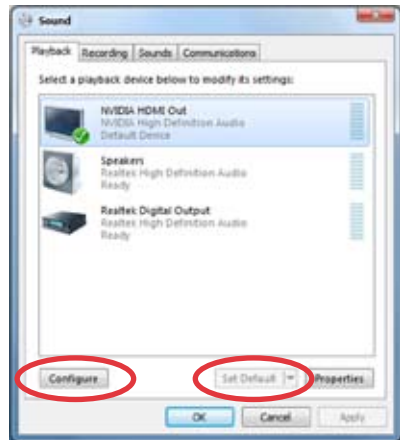 Sound
Playback Recording Sounds Communications
Select a playback device below to modify its settings:
NVIDIA HDMI Out
NVIDIA High Definition Audio
Default Device
Speakers
Realtek High Definition Audio
Ready
Realtek Digital Output
Realtek High Definition Audio
Ready
Configure Set Default Properties
OK Cancel Apply